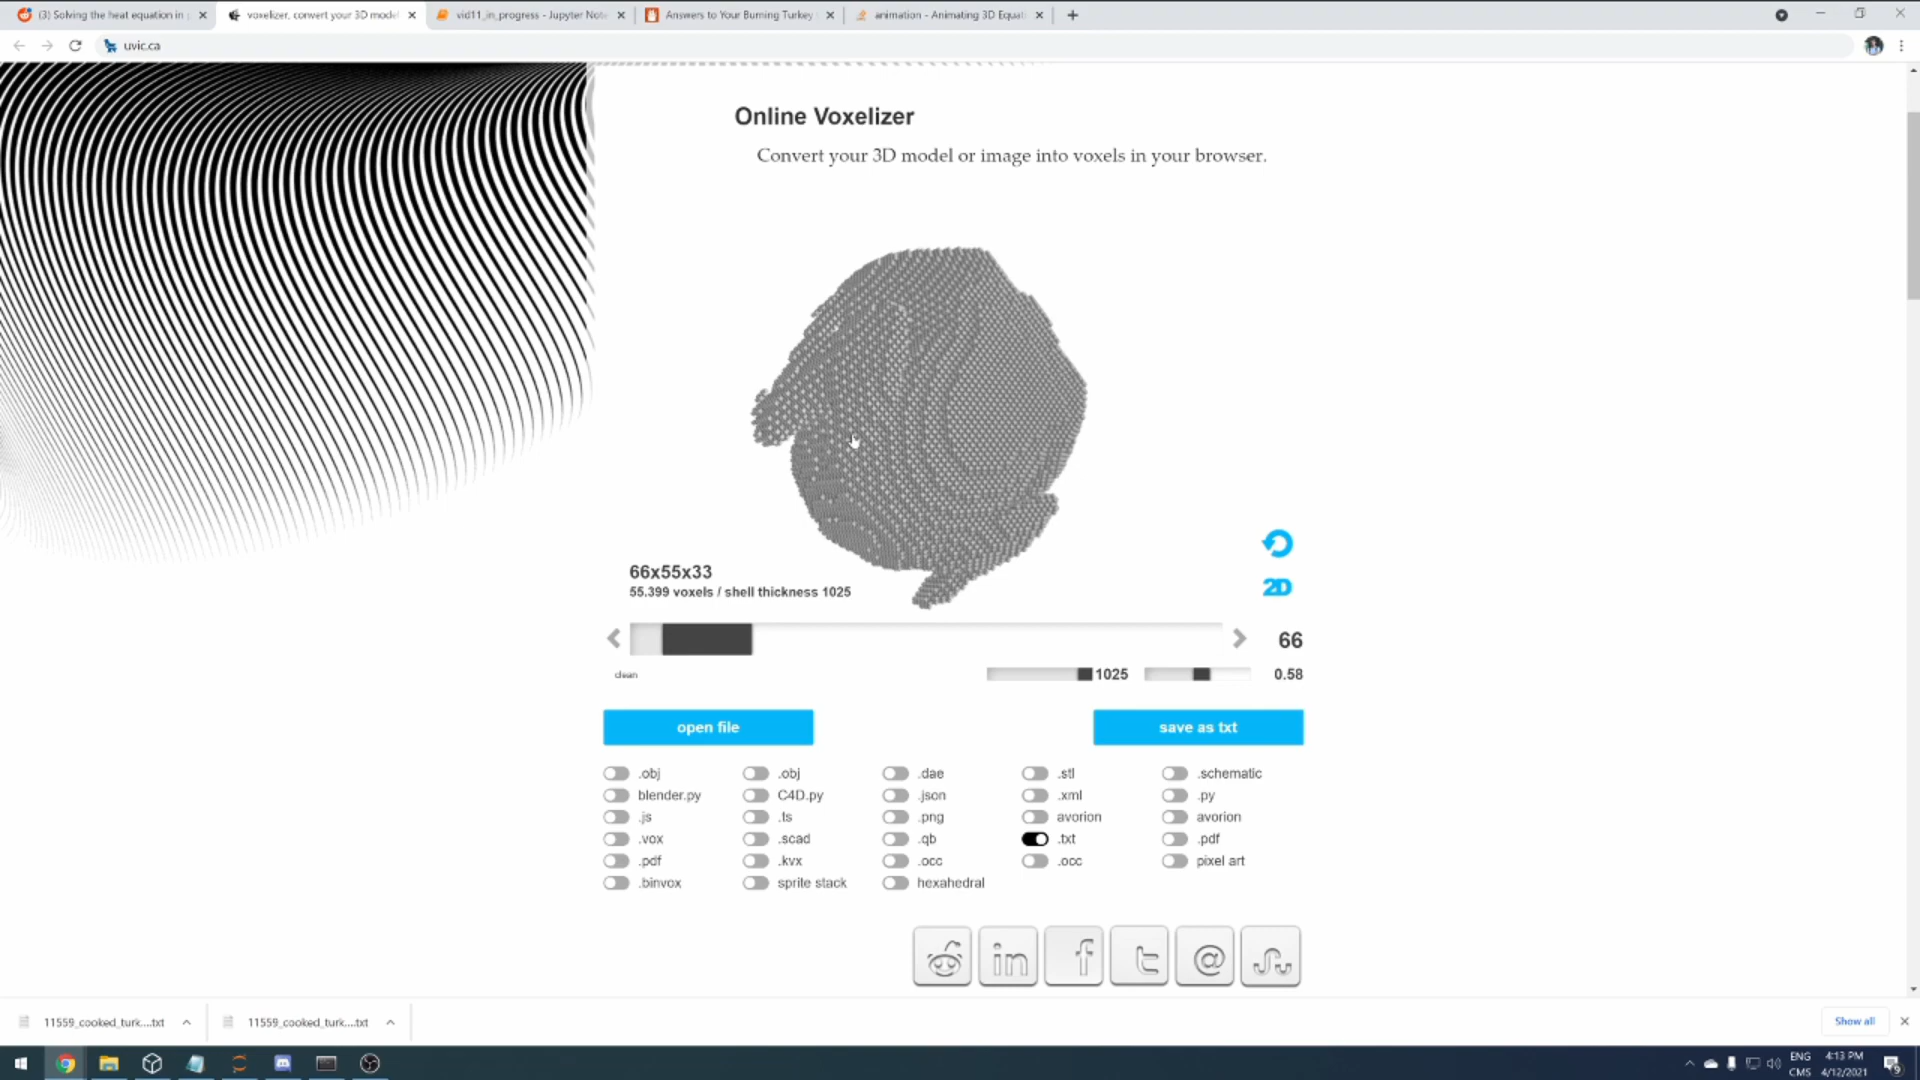 (3) Solving the heat equation in
voxelizer, convert your 3D model
vid11_in_progress - Jupyter Note
Answers to Your Burning Turkey
animation - Animating 3D Equati
uvic.ca
Online Voxelizer
Convert your 3D model or image into voxels in your browser.
66x55x33
55.399 voxels / shell thickness 1025
2D
66
clean
1025
0.58
open file
save as txt
.obj .obj .dae .stl .schematic
blender.py C4D.py .json .xml .py
.js .ts .png avorion avorion
.vox .scad .qb .txt .pdf
.pdf .kvx .occ .occ pixel art
.binvox sprite stack hexahedral
in f t @
11559_cooked_turk....txt
11559_cooked_turk....txt
Show all
ENG
CMS
4:13 PM
4/12/2021
9